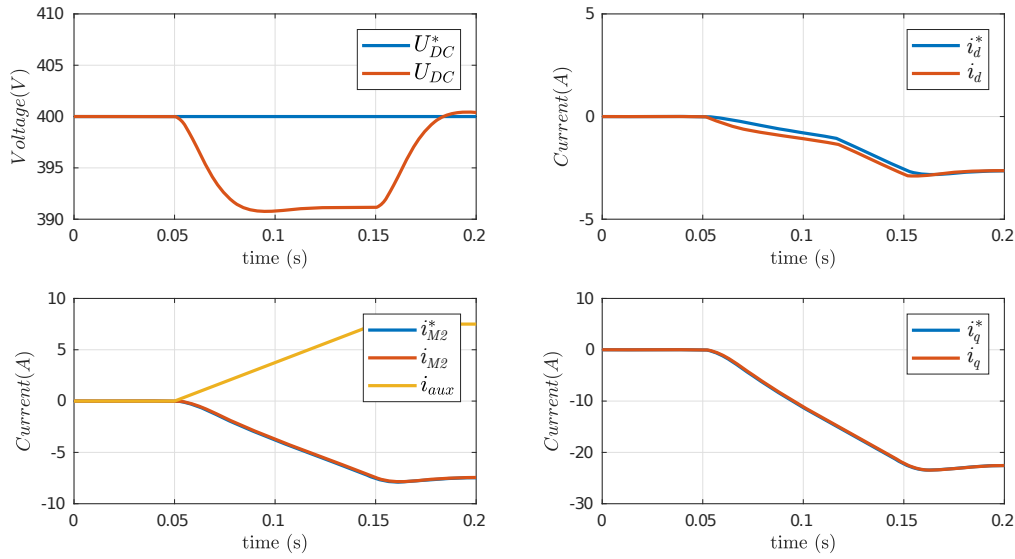 410
405
400
395
390
Voltage(V)
U*DC
UDC
0 0.05 0.1 0.15 0.2
time (s)
5
0
-5
Current(A)
i*d
id
0 0.05 0.1 0.15 0.2
time (s)
10
5
0
-5
-10
Current(A)
i*M2
iM2
iaux
0 0.05 0.1 0.15 0.2
time (s)
0
-10
-20
-30
10
Current(A)
i*q
iq
0 0.05 0.1 0.15 0.2
time (s)